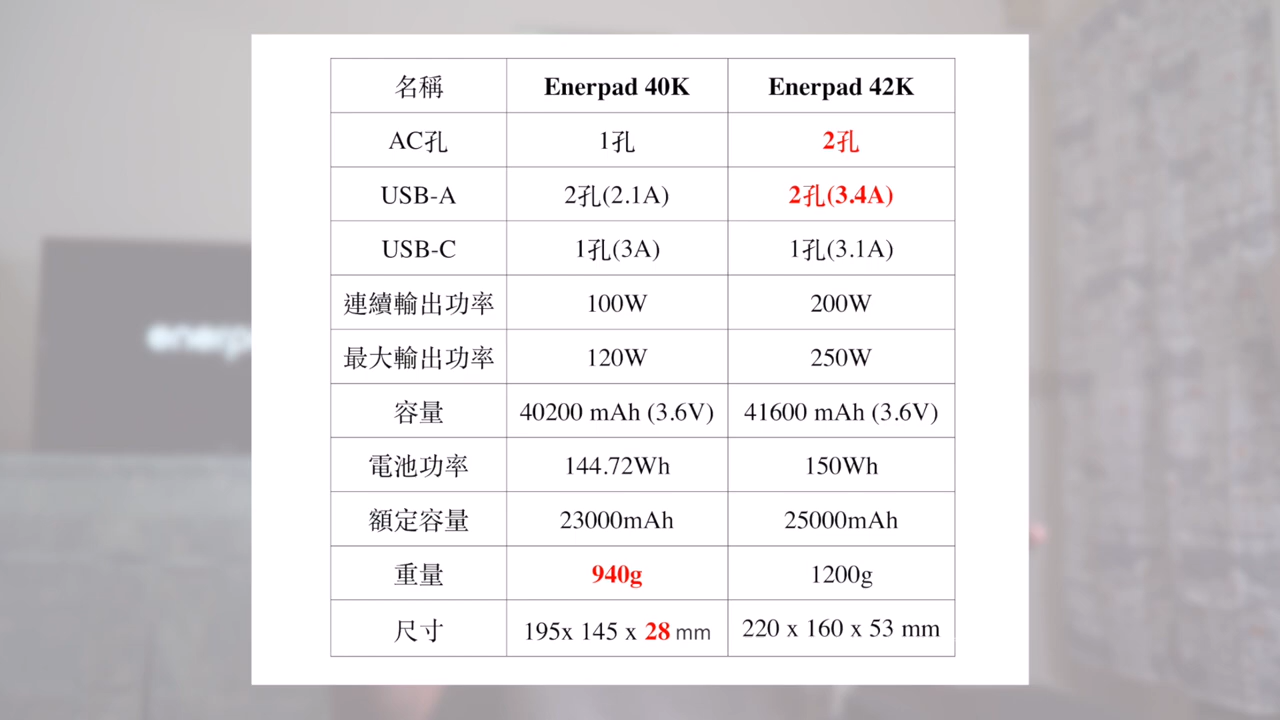 名稱 Enerpad 40K Enerpad 42K
AC孔 1孔 2孔
USB-A 2孔(2.1A) 2孔(3.4A)
USB-C 1孔(3A) 1孔(3.1A)
連續輸出功率 100W 200W
最大輸出功率 120W 250W
容量 40200 mAh (3.6V) 41600 mAh (3.6V)
電池功率 144.72Wh 150Wh
額定容量 23000mAh 25000mAh
重量 940g 1200g
尺寸 195x 145 x 28 mm 220 x 160 x 53 mm
enerp